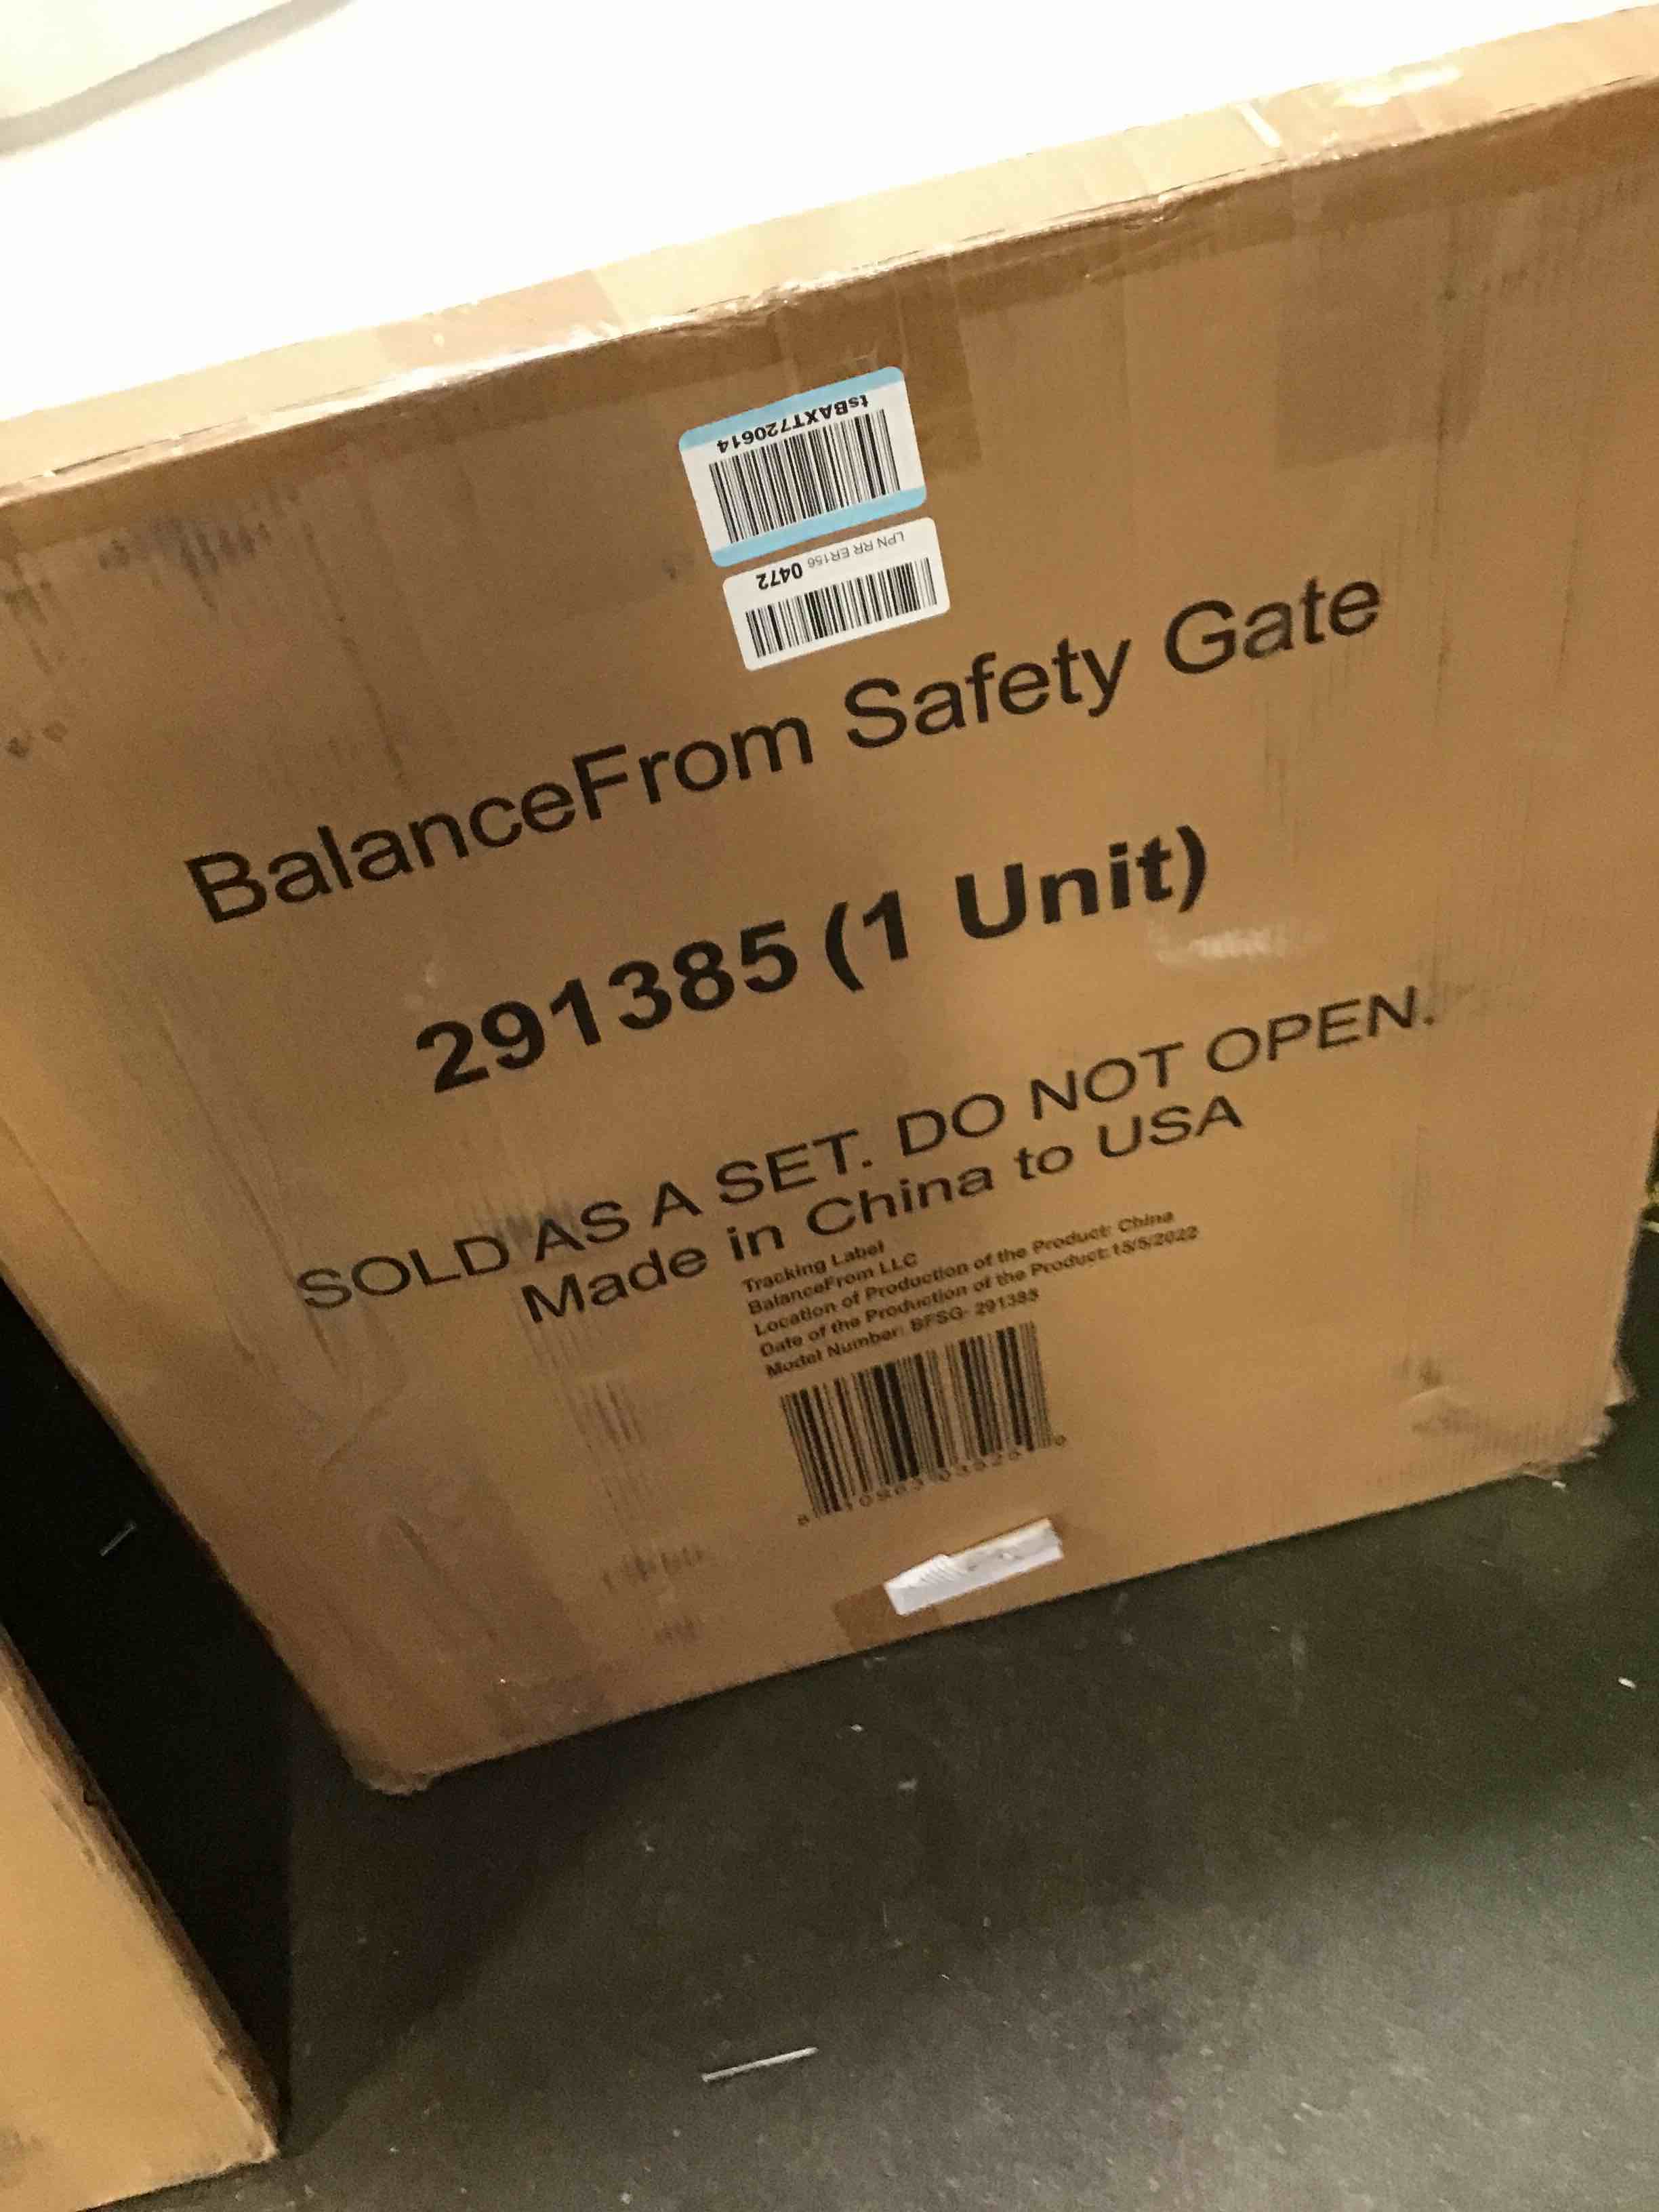 tsBAXT720614
LPN RR ER156 0472
BalanceFrom Safety Gate
291385 (1 Unit)
SOLD AS A SET. DO NOT OPEN.
Made in China to USA
Tracking Label
BalanceFrom LLC
Location of Production of the Product: China
Date of the Production of the Product: 15/5/2022
Model Number: BFSG- 291385